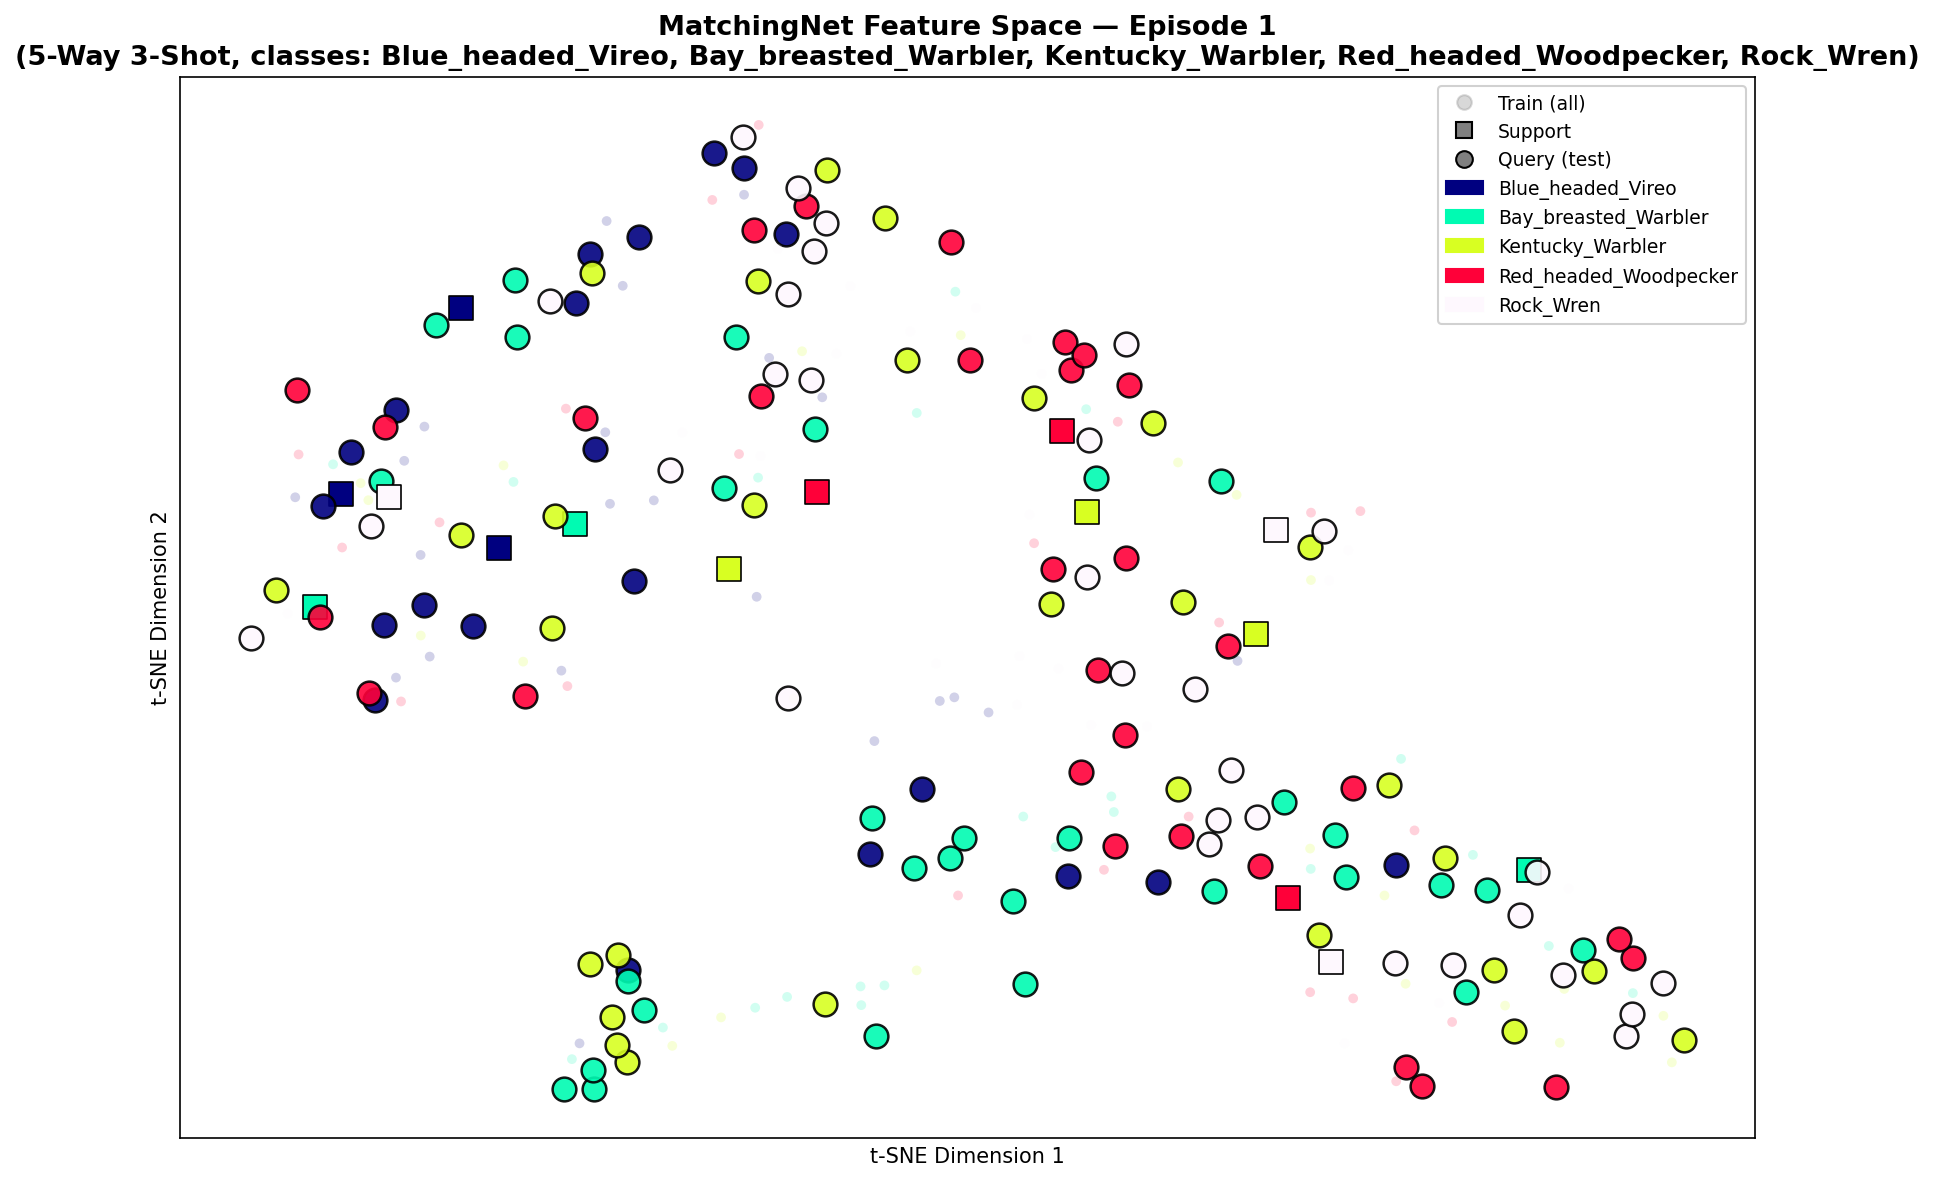 MatchingNet Feature Space — Episode 1
(5-Way 3-Shot, classes: Blue_headed_Vireo, Bay_breasted_Warbler, Kentucky_Warbler, Red_headed_Woodpecker, Rock_Wren)
Train (all)
Support
Query (test)
Blue_headed_Vireo
Bay_breasted_Warbler
Kentucky_Warbler
Red_headed_Woodpecker
Rock_Wren
t-SNE Dimension 2
t-SNE Dimension 1